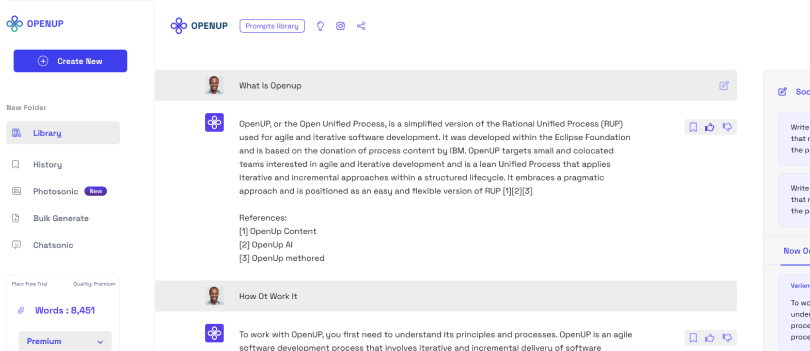 OPENUP
Create New
New Folder
Library
History
Photosonic New
Bulk Generate
Chatsonic
Plan: Free Trial Quality: Premium
Words : 8,451
Premium
OPENUP Prompts library
What Is Openup
OpenUP, or the Open Unified Process, is a simplified version of the Rational Unified Process (RUP)
used for agile and iterative software development. It was developed within the Eclipse Foundation
and is based on the donation of process content by IBM. OpenUP targets small and colocated
teams interested in agile and iterative development and is a lean Unified Process that applies
iterative and incremental approaches within a structured lifecycle. It embraces a pragmatic
approach and is positioned as an easy and flexible version of RUP [1][2][3]
References:
[1] OpenUp Content
[2] OpenUp AI
[3] OpenUp methored
How Ot Work It
To work with OpenUP, you first need to understand its principles and processes. OpenUP is an agile
software development process that involves iterative and incremental delivery of software
Write
that
the p
Write
that
the p
Now
To wo
under
proce
proce